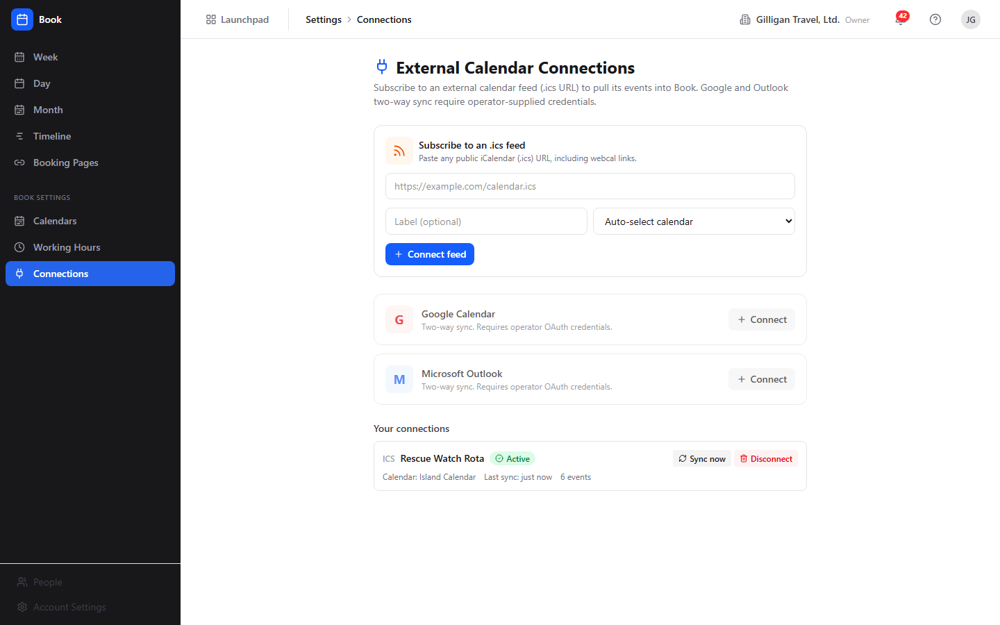 Book
Launchpad
Settings > Connections
Gilligan Travel, Ltd. Owner
42
JG
Week
Day
Month
Timeline
Booking Pages
BOOK SETTINGS
Calendars
Working Hours
Connections
People
Account Settings
External Calendar Connections
Subscribe to an external calendar feed (.ics URL) to pull its events into Book. Google and Outlook
two-way sync require operator-supplied credentials.
Subscribe to an .ics feed
Paste any public iCalendar (.ics) URL, including webcal links.
https://example.com/calendar.ics
Label (optional)
Auto-select calendar
+ Connect feed
G
Google Calendar
Two-way sync. Requires operator OAuth credentials.
+ Connect
M
Microsoft Outlook
Two-way sync. Requires operator OAuth credentials.
+ Connect
Your connections
ICS Rescue Watch Rota Active
Sync now
Disconnect
Calendar: Island Calendar Last sync: just now 6 events